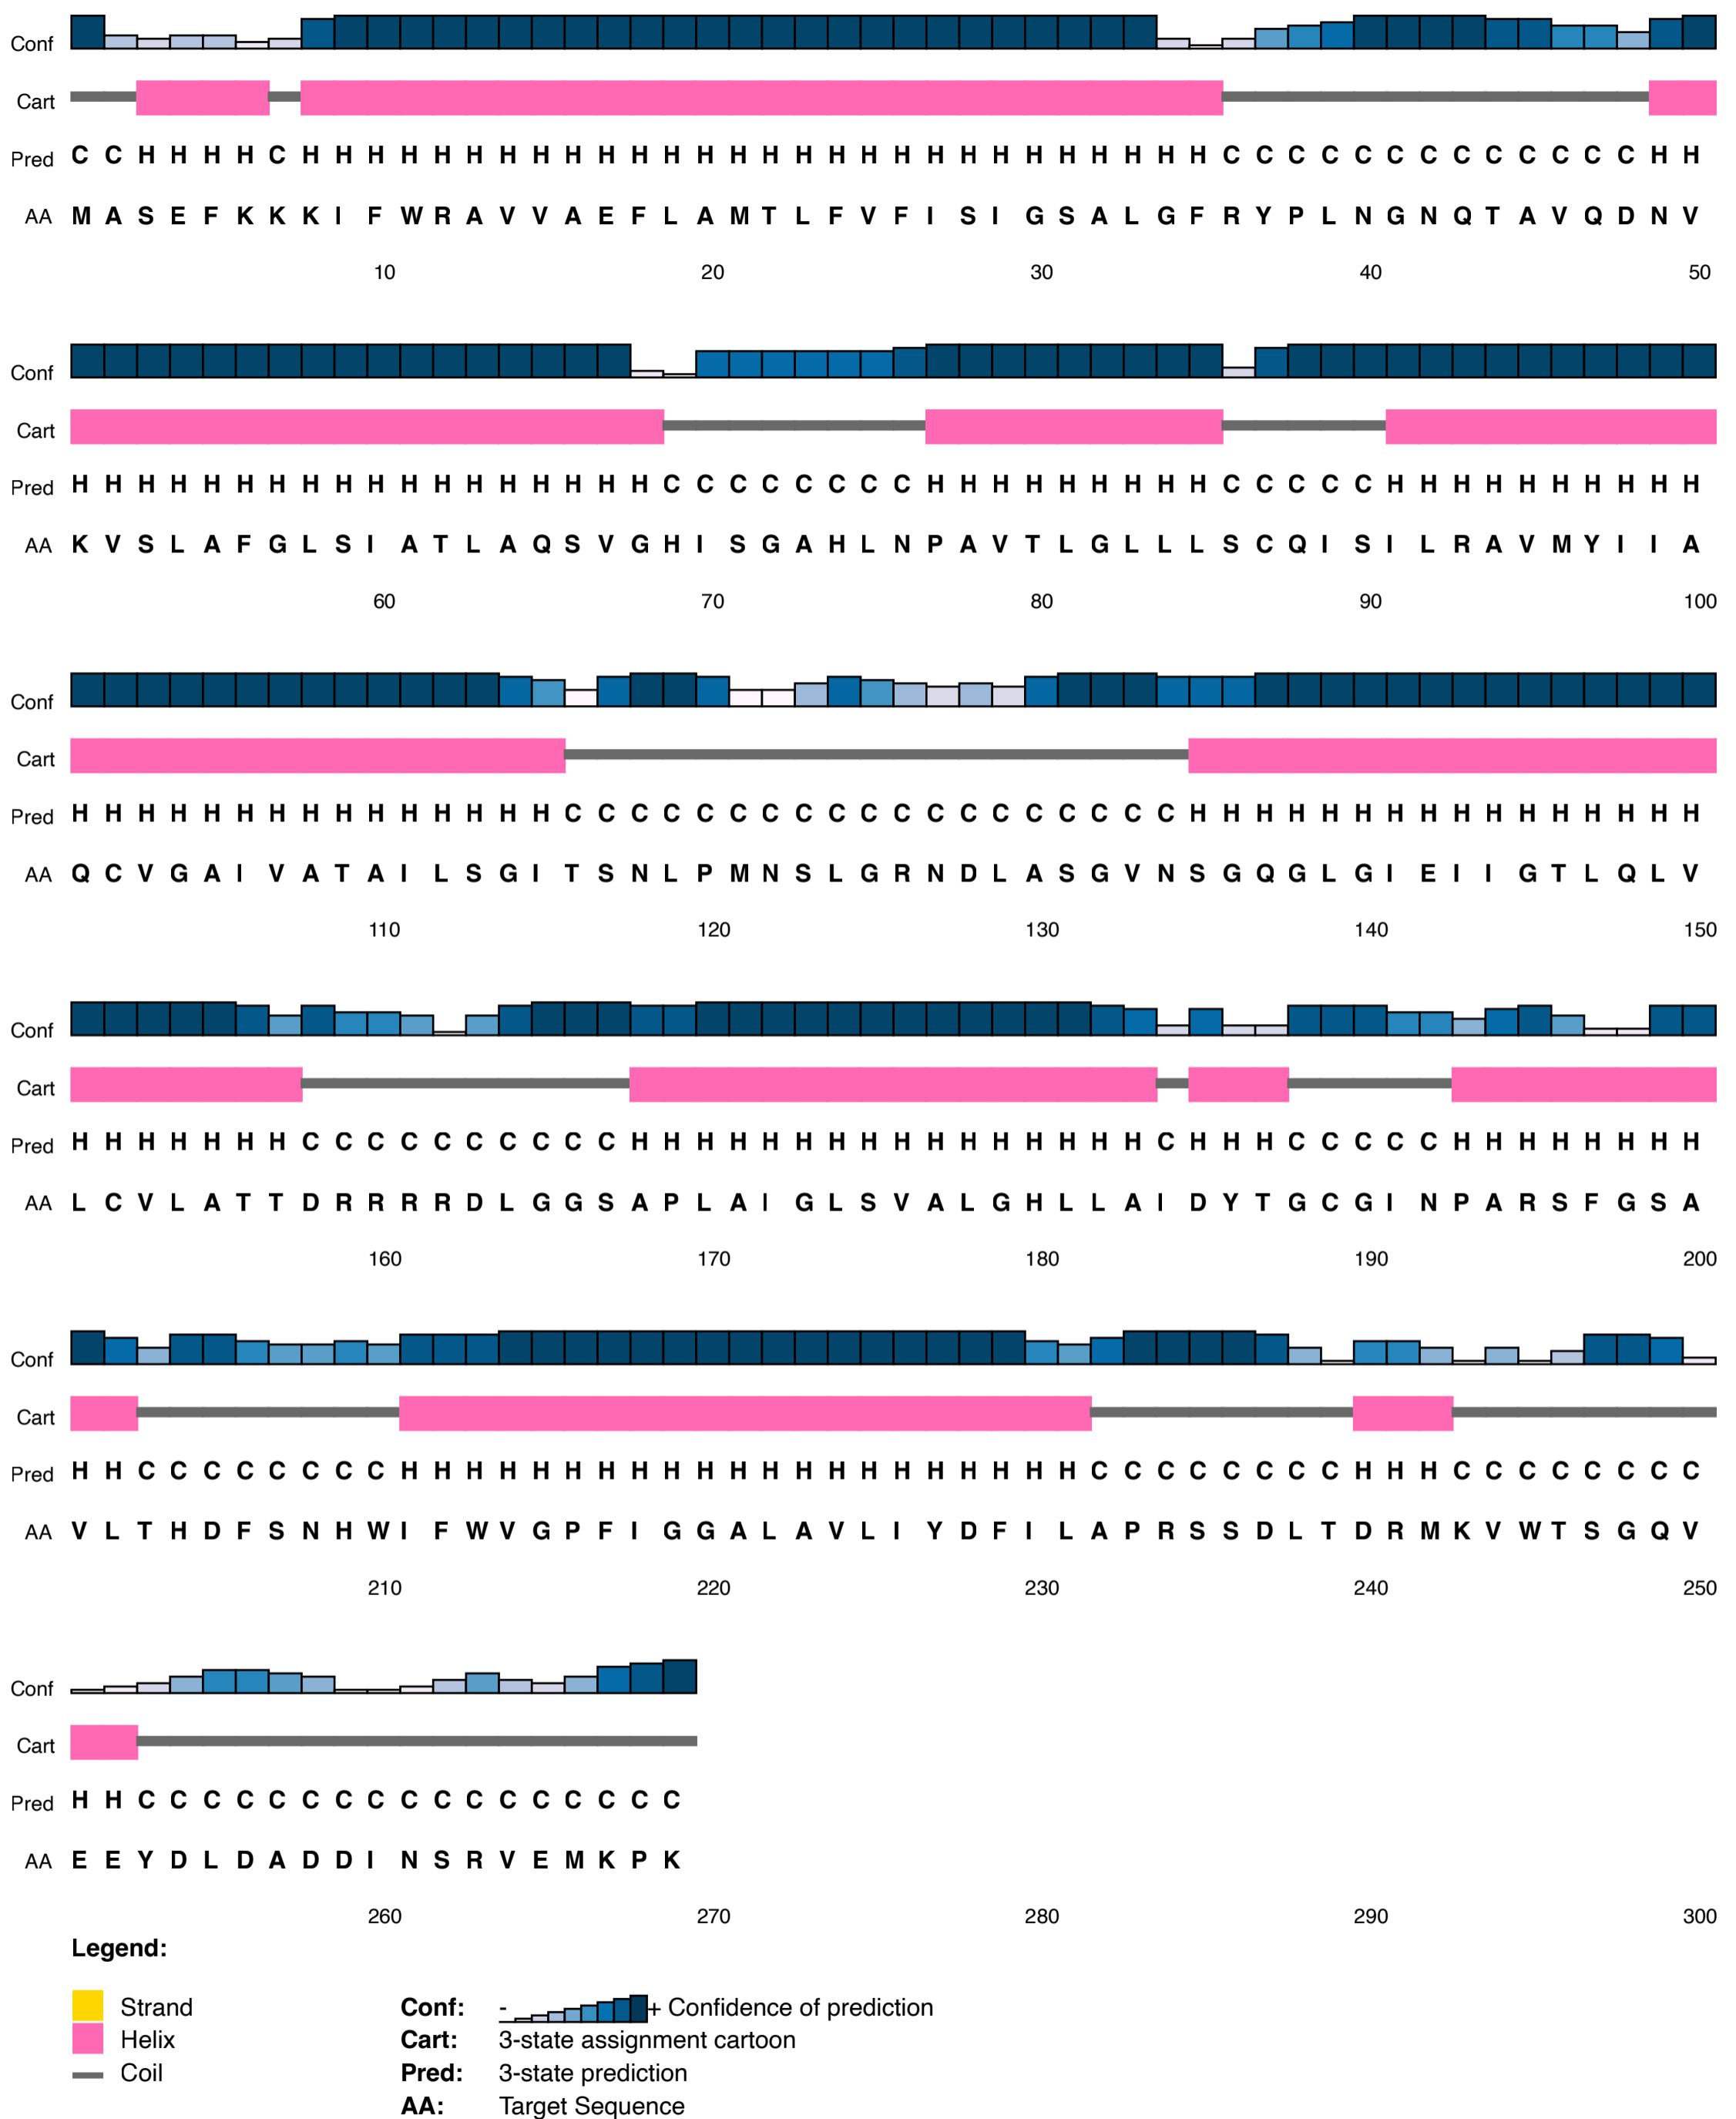 Conf
Cart
Pred C C H H H H C H H H H H H H H H H H H H H H H H H H H H H H H H H H H C C C C C C C C C C C C C H H
AA M A S E F K K K I F W R A V V A E F L A M T L F V F I S I G S A L G F R Y P L N G N Q T A V Q D N V
10 20 30 40 50
Conf
Cart
Pred H H H H H H H H H H H H H H H H H H C C C C C C C C H H H H H H H H H C C C C C H H H H H H H H H H
AA K V S L A F G L S I A T L A Q S V G H I S G A H L N P A V T L G L L L S C Q I S I L R A V M Y I I A
60 70 80 90 100
Conf
Cart
Pred H H H H H H H H H H H H H H H C C C C C C C C C C C C C C C C C C C H H H H H H H H H H H H H H H H
AA Q C V G A I V A T A I L S G I T S N L P M N S L G R N D L A S G V N S G Q G L G I E I I G T L Q L V
110 120 130 140 150
Conf
Cart
Pred H H H H H H H C C C C C C C C C C H H H H H H H H H H H H H H H H C H H H C C C C C H H H H H H H H
AA L C V L A T T D R R R R D L G G S A P L A I G L S V A L G H L L A I D Y T G C G I N P A R S F G S A
160 170 180 190 200
Conf
Cart
Pred H H C C C C C C C C H H H H H H H H H H H H H H H H H H H H H C C C C C C C C H H H C C C C C C C C
AA V L T H D F S N H W I F W V G P F I G G A L A V L I Y D F I L A P R S S D L T D R M K V W T S G Q V
210 220 230 240 250
Conf
Cart
Pred H H C C C C C C C C C C C C C C C C C
AA E E Y D L D A D D I N S R V E M K P K
260 270 280 290 300
Legend:
Strand Conf: - + Confidence of prediction
Helix Cart: 3-state assignment cartoon
Coil Pred: 3-state prediction
AA: Target Sequence